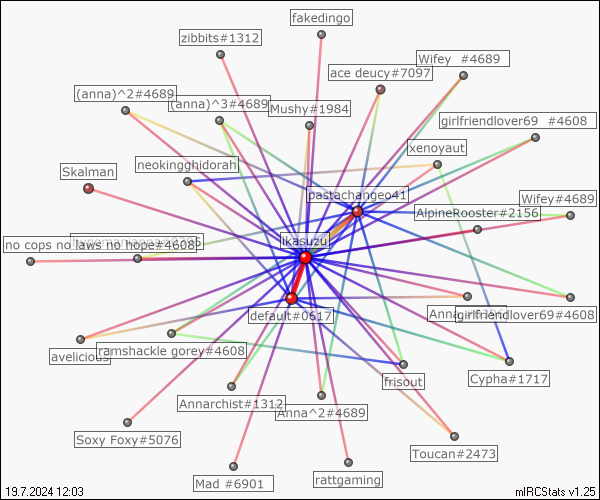 fakedingo
zibbits#1312
Wifey #4689
ace deucy#7097
(anna)^2#4689
(anna)^3#4689
Mushy#1984
girlfriendlover69 #4608
xenoyaut
neokingghidorah
Skalman
pastachangeo41
Wifey#4689
AlpineRooster#2156
no cops no laws no hope#4608
ikasuzu
default#0617
girlfriendlover69#4608
avelicious
ramshackle gorey#4608
frisout
Cypha#1717
Annarchist#1312
Anna^2#4689
Soxy Foxy#5076
Toucan#2473
Mad #6901
rattgaming
19.7.2024 12:03
mIRCStats v1.25